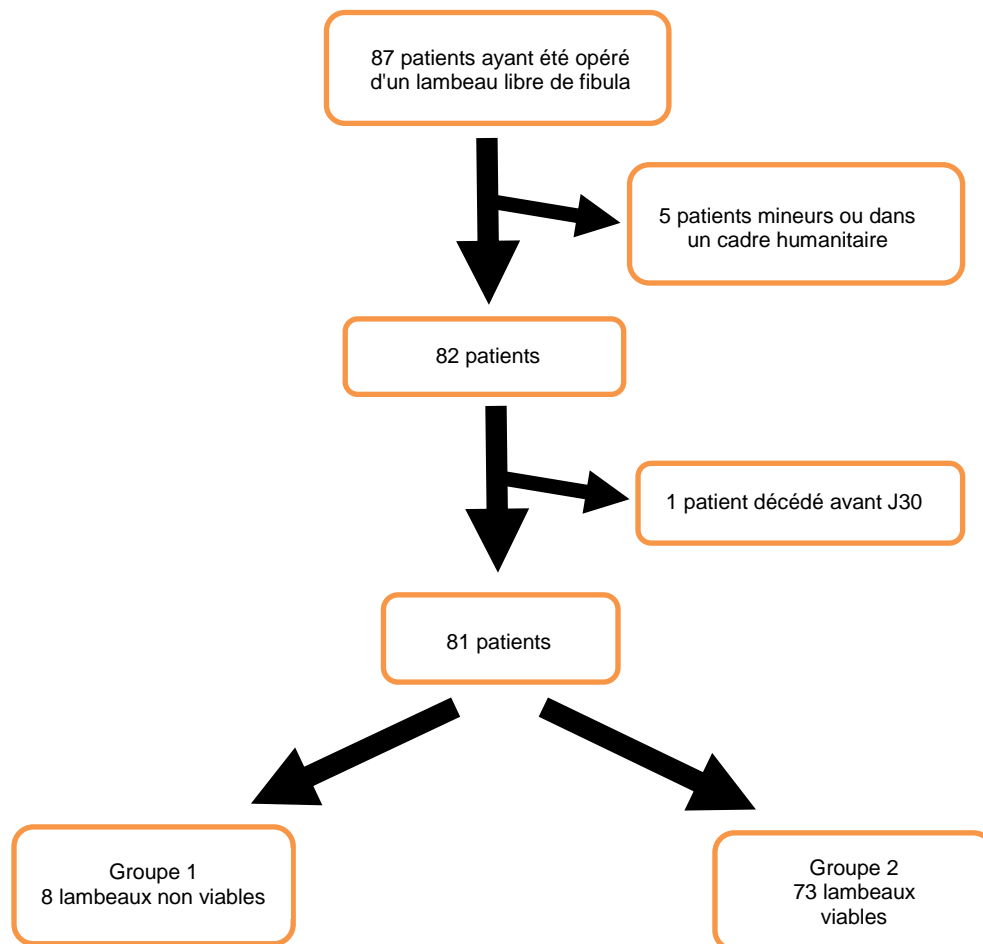 87 patients ayant été opéré
d'un lambeau libre de fibula
5 patients mineurs ou dans
un cadre humanitaire
82 patients
1 patient décédé avant J30
81 patients
Groupe 1
8 lambeaux non viables
Groupe 2
73 lambeaux
viables